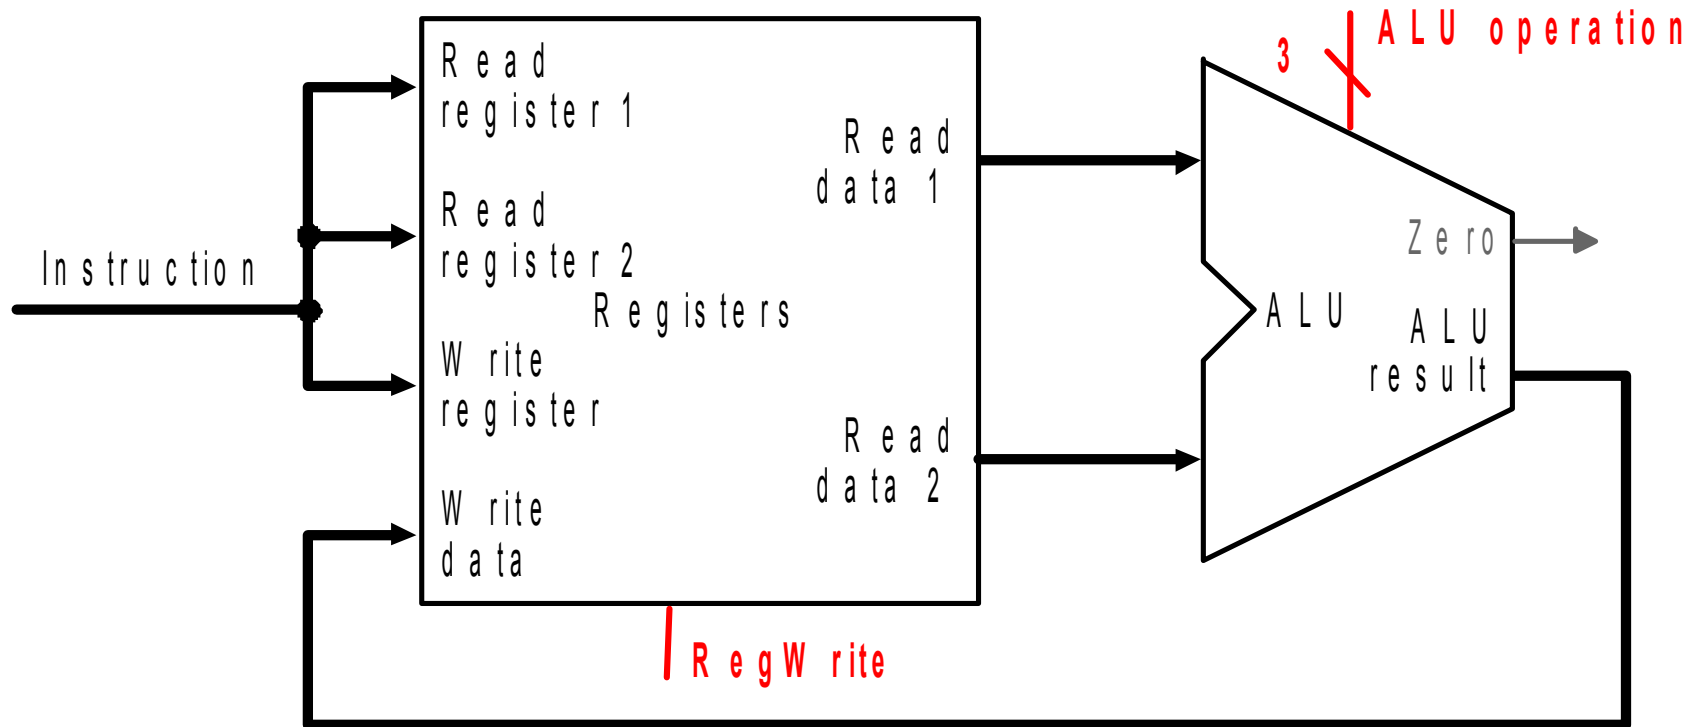 Instruction
Read
register 1
Read
register 2
Registers
Write
register
Write
data
Read
data 1
Read
data 2
RegWrite
3
ALU operation
Zero
ALU
ALU
result